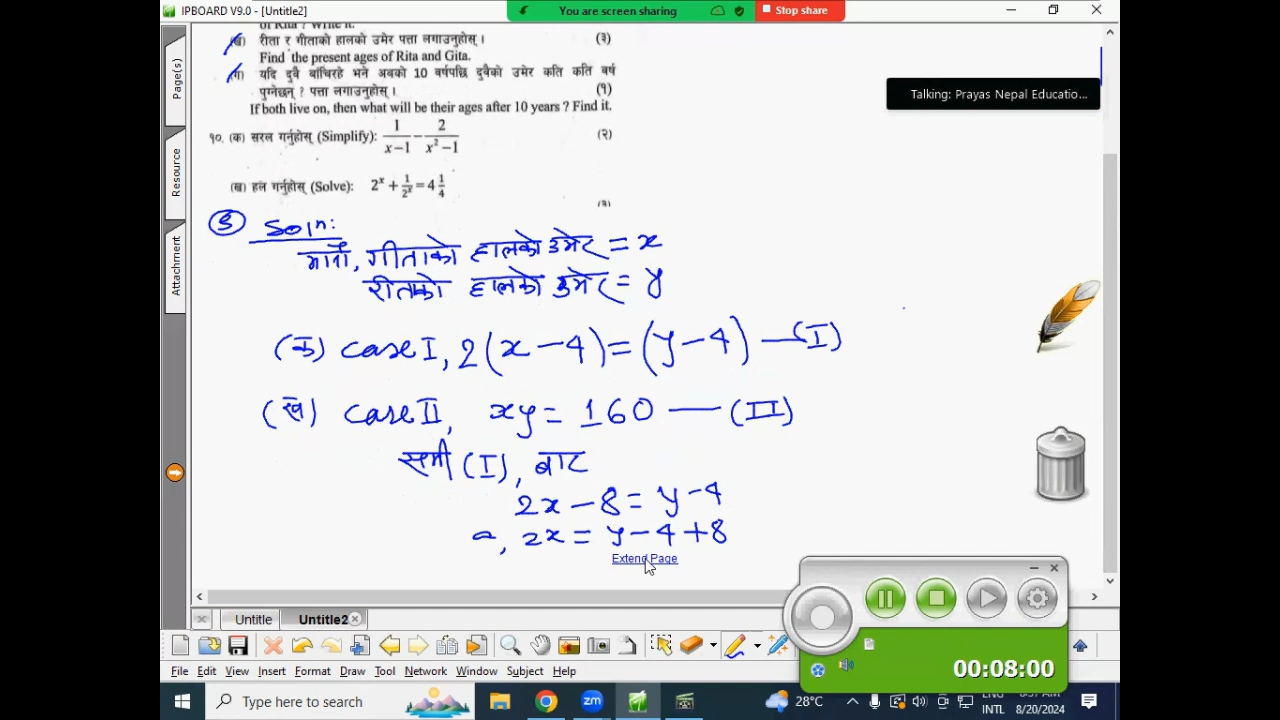 IPBOARD V9.0 - [Untitle2]
You are screen sharing
Stop share
Talking: Prayas Nepal Educatio...
Page(s)
Resource
Attachment
(ख) रीता र गीताको हालको उमेर पत्ता लगाउनुहोस् । (३)
Find the present ages of Rita and Gita.
(ग) यदि दुवै बाँचिरहे भने अबको 10 वर्षपछि दुवैको उमेर कति कति वर्ष
पुग्नेछन् ? पत्ता लगाउनुहोस् । (१)
If both live on, then what will be their ages after 10 years ? Find it.
१०. (क) सरल गर्नुहोस् (Simplify): 1/(x−1) − 2/(x²−1) (२)
(ख) हल गर्नुहोस् (Solve): 2ˣ + 1/2ˣ = 4 1/4
Solⁿ:
मानौं, गीताको हालको उमेर = x
रीताको हालको उमेर = y
(क) case I, 2(x−4) = (y−4) —(I)
(ख) case II, xy = 160 —(II)
समी (I), बाट
2x − 8 = y − 4
2x = y − 4 + 8
Extend Page
Untitle
Untitle2
File Edit View Insert Format Draw Tool Network Window Subject Help
00:08:00
Type here to search
zm
28°C
ENG
INTL
8/20/2024